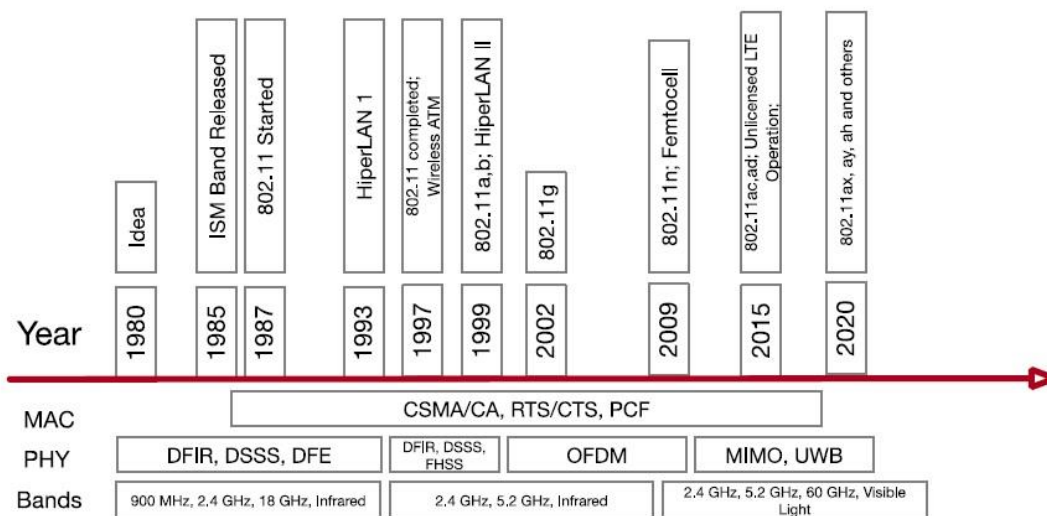 Idea
ISM Band Released
802.11 Started
HiperLAN 1
802.11 completed;
Wireless ATM
802.11a,b; HiperLAN II
802.11g
802.11n; Femtocell
802.11ac,ad; Unlicensed LTE
Operation;
802.11ax, ay, ah and others
Year
1980
1985
1987
1993
1997
1999
2002
2009
2015
2020
MAC
CSMA/CA, RTS/CTS, PCF
PHY
DFIR, DSSS, DFE
DFIR, DSSS,
FHSS
OFDM
MIMO, UWB
Bands
900 MHz, 2.4 GHz, 18 GHz, Infrared
2.4 GHz, 5.2 GHz, Infrared
2.4 GHz, 5.2 GHz, 60 GHz, Visible
Light